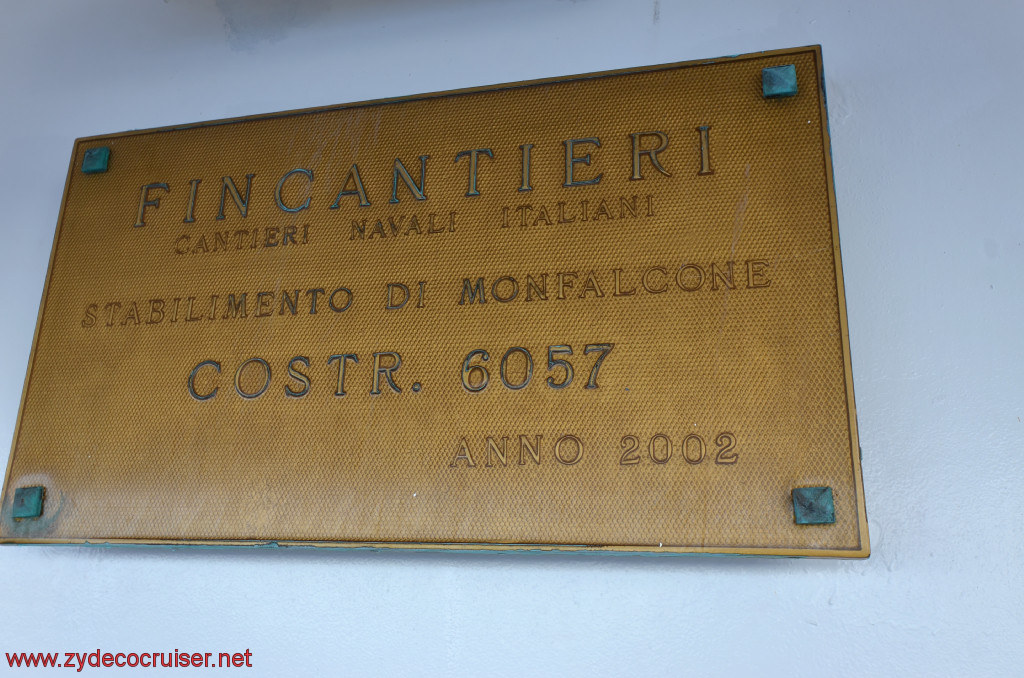 FINCANTIERI
CANTIERI NAVALI ITALIANI
STABILIMENTO DI MONFALCONE
COSTR. 6057
ANNO 2002
www.zydecocruiser.net